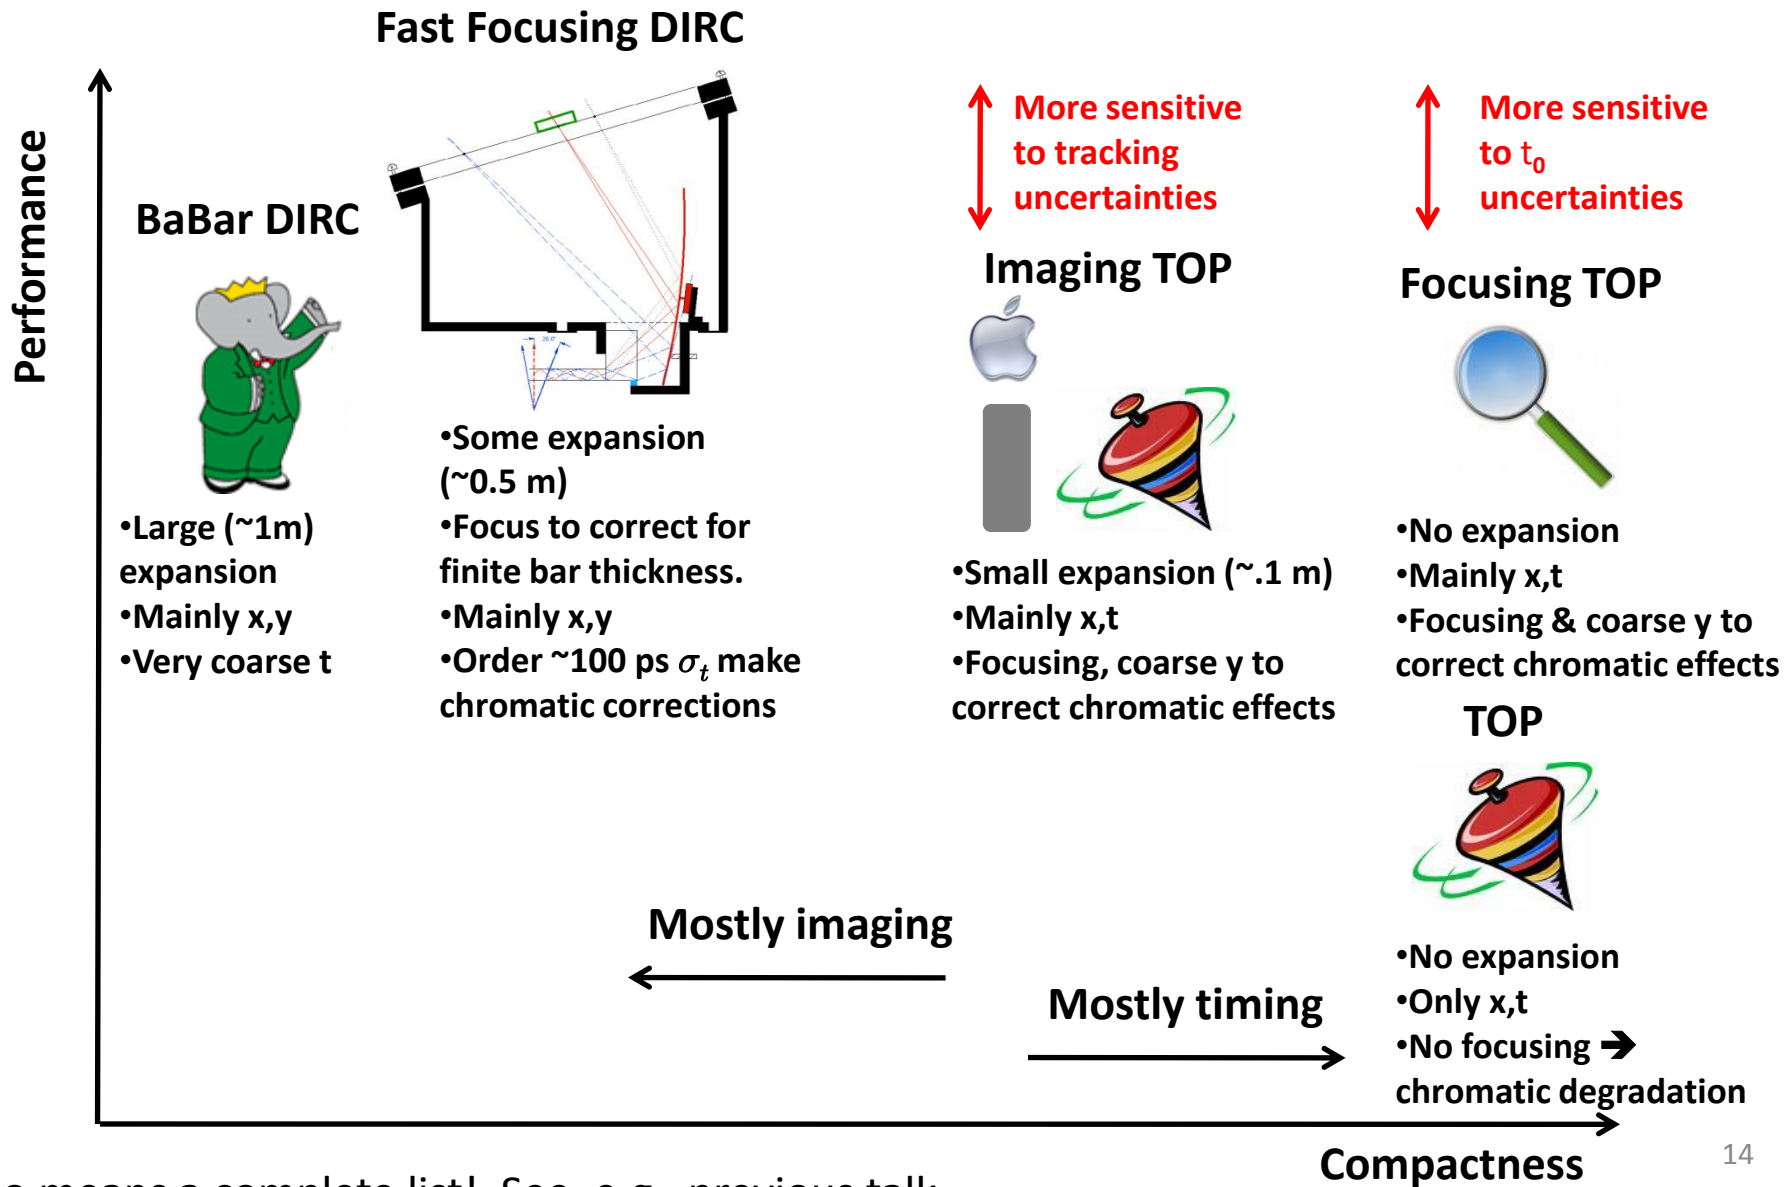 Fast Focusing DIRC
Performance
BaBar DIRC
•Large (~1m)
expansion
•Mainly x,y
•Very coarse t
•Some expansion
(~0.5 m)
•Focus to correct for
finite bar thickness.
•Mainly x,y
•Order ~100 ps σt make
chromatic corrections
More sensitive
to tracking
uncertainties
Imaging TOP
•Small expansion (~.1 m)
•Mainly x,t
•Focusing, coarse y to
correct chromatic effects
More sensitive
to t0
uncertainties
Focusing TOP
•No expansion
•Mainly x,t
•Focusing & coarse y to
correct chromatic effects
TOP
•No expansion
•Only x,t
•No focusing 🡺
chromatic degradation
Mostly imaging
Mostly timing
Compactness
14